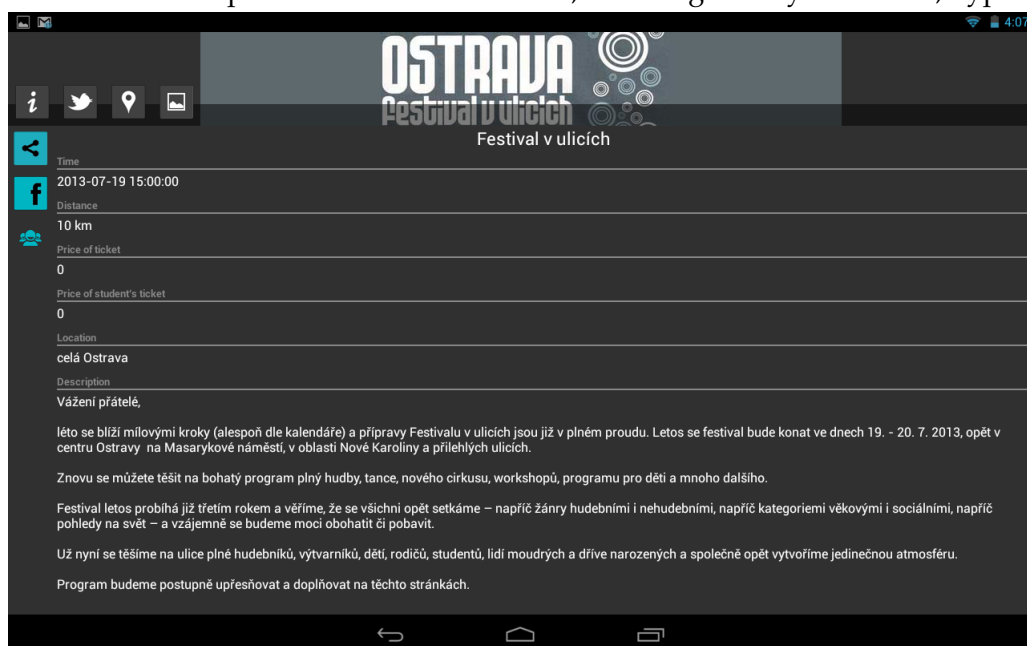 4:07
OSTRAVA
festival v ulicích
Festival v ulicích
Time
2013-07-19 15:00:00
Distance
10 km
Price of ticket
0
Price of student's ticket
0
Location
celá Ostrava
Description
Vážení přátelé,
léto se blíží mílovými kroky (alespoň dle kalendáře) a přípravy Festivalu v ulicích jsou již v plném proudu. Letos se festival bude konat ve dnech 19. - 20. 7. 2013, opět v
centru Ostravy na Masarykové náměstí, v oblasti Nové Karoliny a přilehlých ulicích.
Znovu se můžete těšit na bohatý program plný hudby, tance, nového cirkusu, workshopů, programu pro děti a mnoho dalšího.
Festival letos probíhá již třetím rokem a věříme, že se všichni opět setkáme – napříč žánry hudebními i nehudebními, napříč kategoriemi věkovými i sociálními, napříč
pohledy na svět – a vzájemně se budeme moci obohatit či pobavit.
Už nyní se těšíme na ulice plné hudebníků, výtvarníků, dětí, rodičů, studentů, lidí moudrých a dříve narozených a společně opět vytvoříme jedinečnou atmosféru.
Program budeme postupně upřesňovat a doplňovat na těchto stránkách.